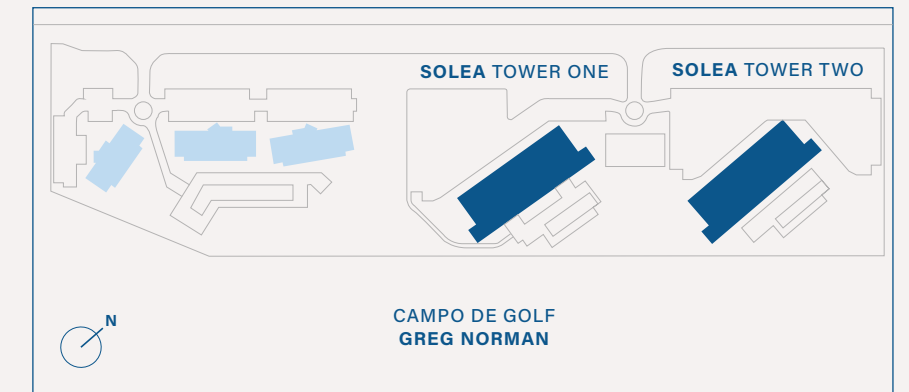 SOLEA TOWER ONE
SOLEA TOWER TWO
CAMPO DE GOLF
GREG NORMAN
N